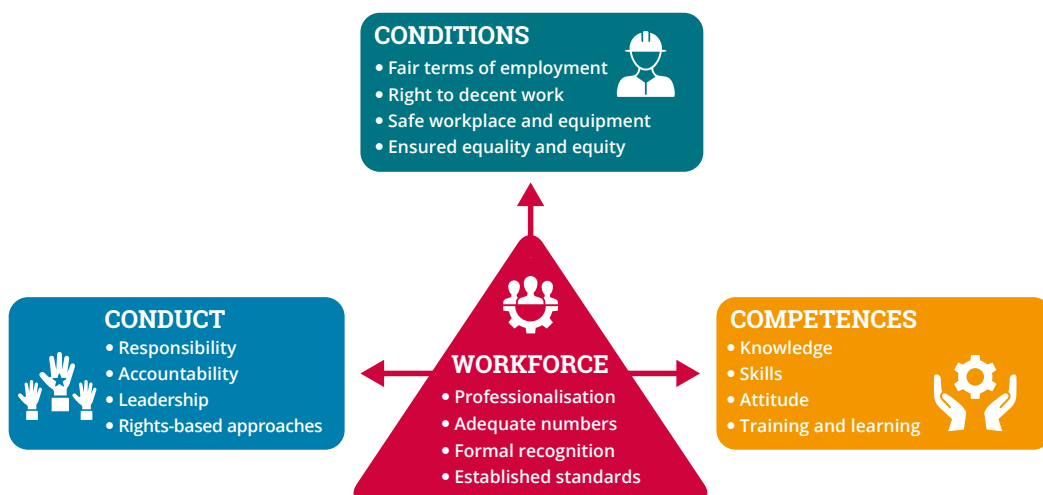 CONDITIONS
• Fair terms of employment
• Right to decent work
• Safe workplace and equipment
• Ensured equality and equity
CONDUCT
• Responsibility
• Accountability
• Leadership
• Rights-based approaches
WORKFORCE
• Professionalisation
• Adequate numbers
• Formal recognition
• Established standards
COMPETENCES
• Knowledge
• Skills
• Attitude
• Training and learning